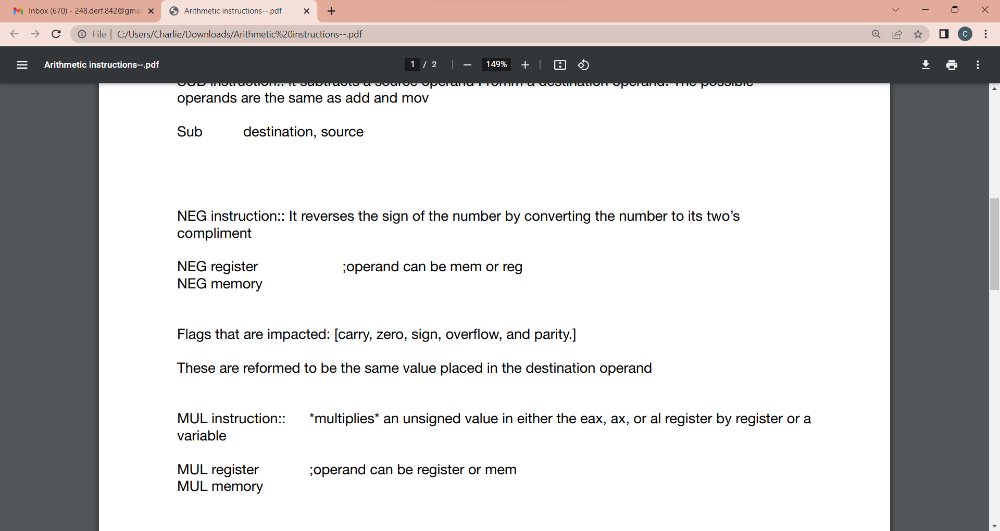 Inbox (670) - 248.derf.842@gmai
Arithmetic instructions--.pdf
File | C:/Users/Charlie/Downloads/Arithmetic%20instructions--.pdf
C
Arithmetic instructions--.pdf
1 / 2
149%
SUB instruction:: It subtracts a source operand Fromm a destination operand. The possible
operands are the same as add and mov
Sub destination, source
NEG instruction:: It reverses the sign of the number by converting the number to its two’s
compliment
NEG register ;operand can be mem or reg
NEG memory
Flags that are impacted: [carry, zero, sign, overflow, and parity.]
These are reformed to be the same value placed in the destination operand
MUL instruction:: *multiplies* an unsigned value in either the eax, ax, or al register by register or a
variable
MUL register ;operand can be register or mem
MUL memory